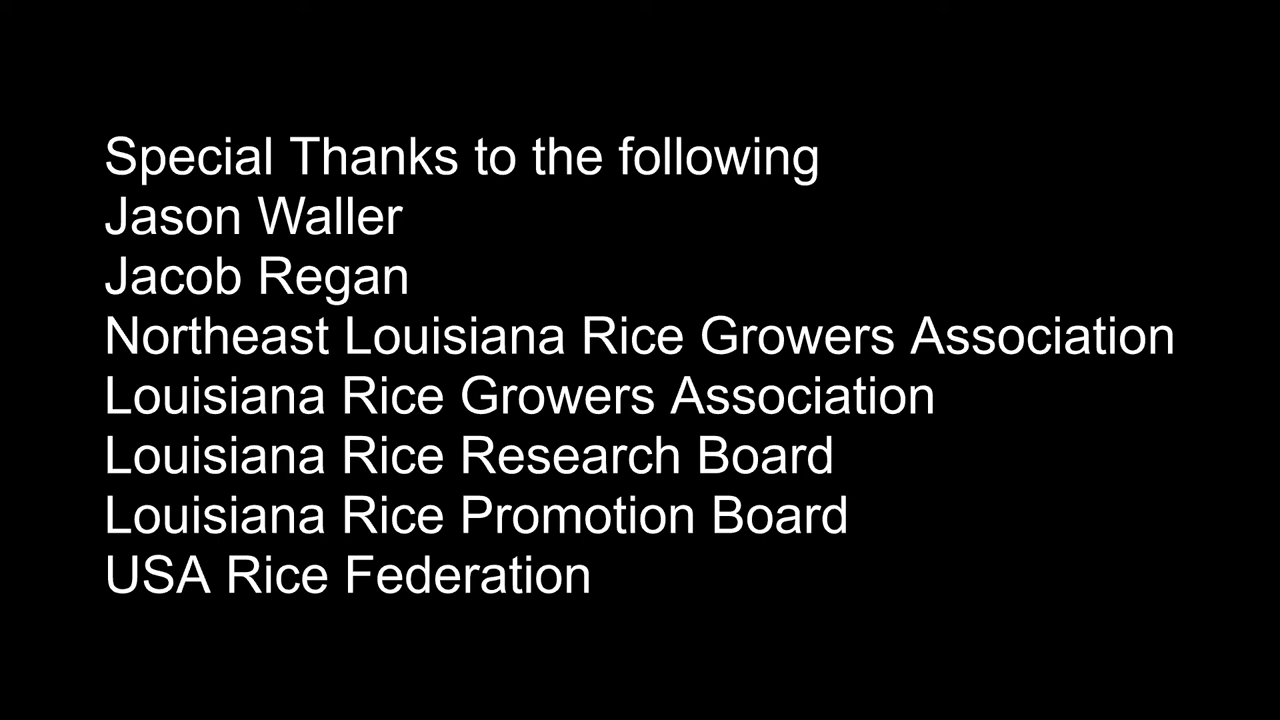 Special Thanks to the following
Jason Waller
Jacob Regan
Northeast Louisiana Rice Growers Association
Louisiana Rice Growers Association
Louisiana Rice Research Board
Louisiana Rice Promotion Board
USA Rice Federation